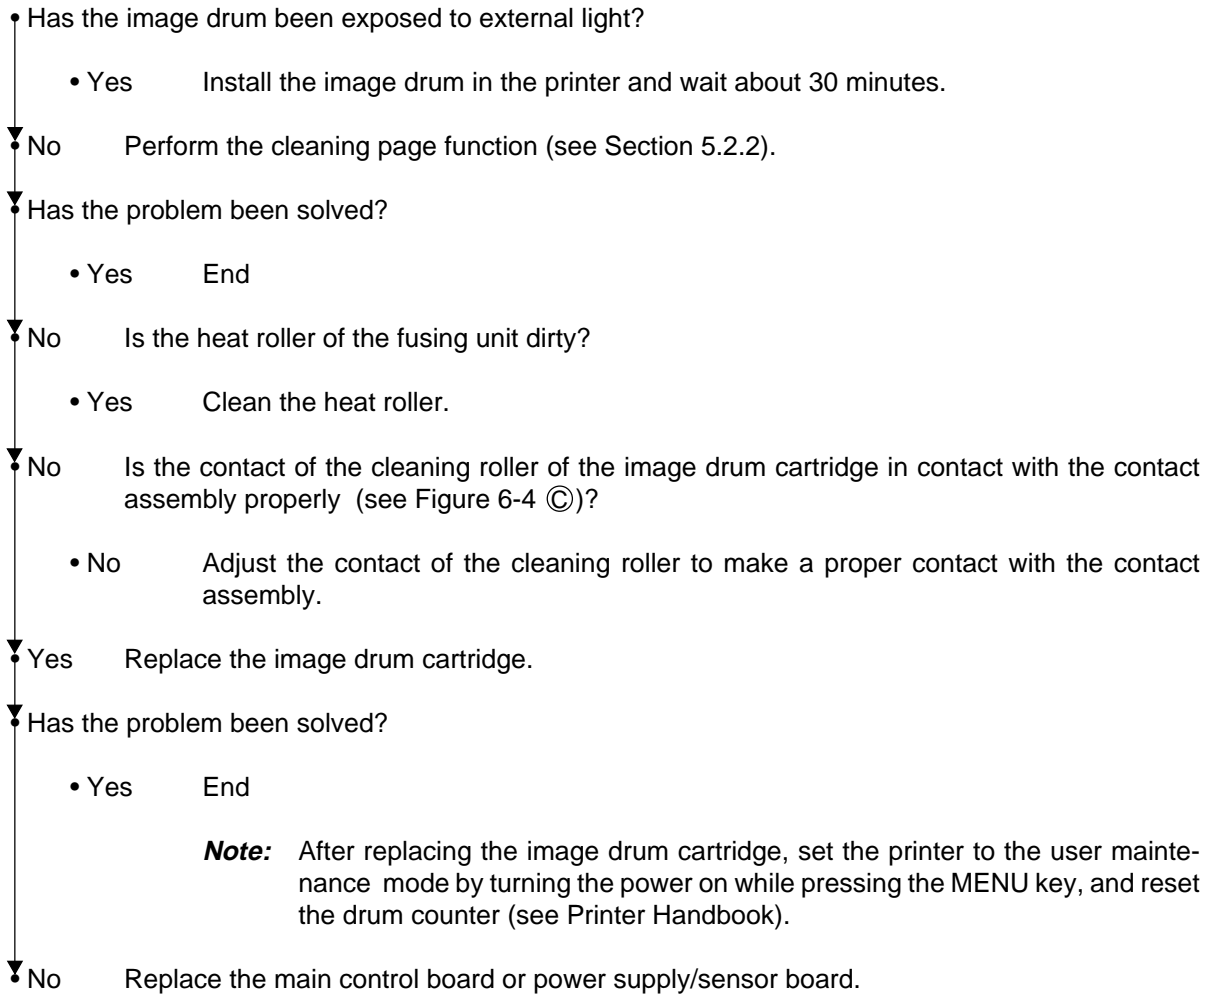 • Has the image drum been exposed to external light?
• Yes Install the image drum in the printer and wait about 30 minutes.
• No Perform the cleaning page function (see Section 5.2.2).
• Has the problem been solved?
• Yes End
• No Is the heat roller of the fusing unit dirty?
• Yes Clean the heat roller.
• No Is the contact of the cleaning roller of the image drum cartridge in contact with the contact
assembly properly (see Figure 6-4 Ⓒ)?
• No Adjust the contact of the cleaning roller to make a proper contact with the contact
assembly.
• Yes Replace the image drum cartridge.
• Has the problem been solved?
• Yes End
Note: After replacing the image drum cartridge, set the printer to the user mainte-
nance mode by turning the power on while pressing the MENU key, and reset
the drum counter (see Printer Handbook).
• No Replace the main control board or power supply/sensor board.